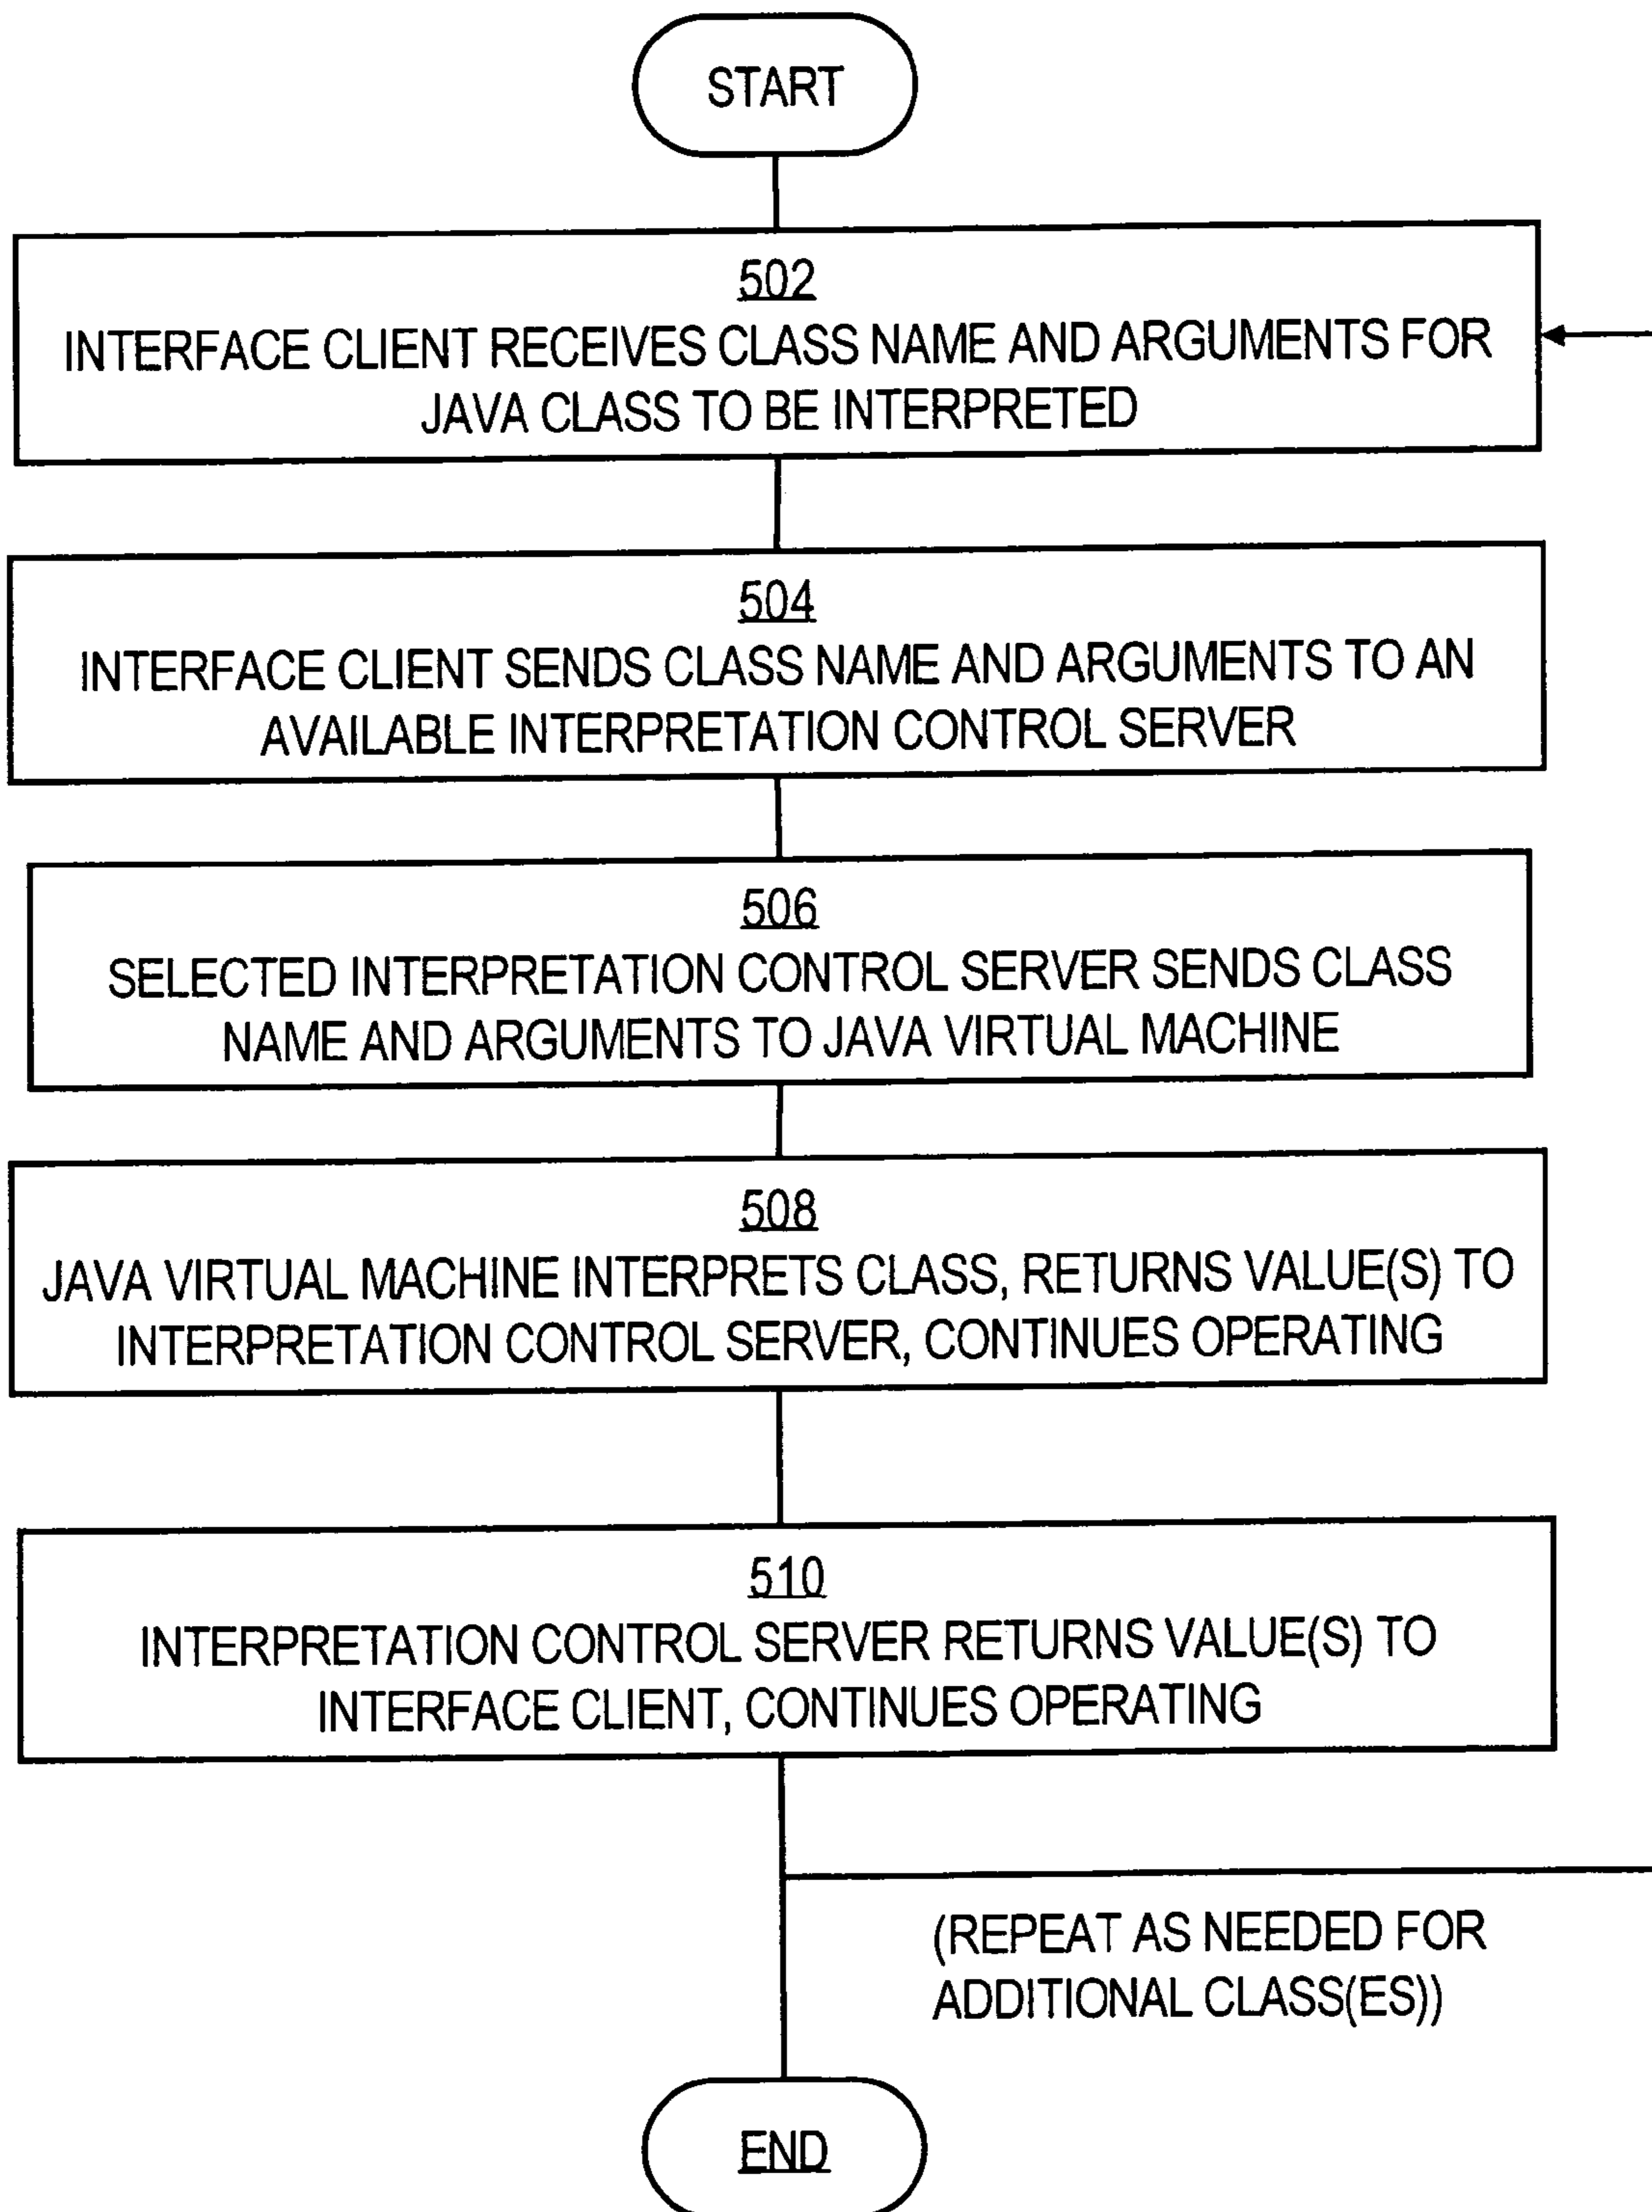 START
502
INTERFACE CLIENT RECEIVES CLASS NAME AND ARGUMENTS FOR
JAVA CLASS TO BE INTERPRETED
504
INTERFACE CLIENT SENDS CLASS NAME AND ARGUMENTS TO AN
AVAILABLE INTERPRETATION CONTROL SERVER
506
SELECTED INTERPRETATION CONTROL SERVER SENDS CLASS
NAME AND ARGUMENTS TO JAVA VIRTUAL MACHINE
508
JAVA VIRTUAL MACHINE INTERPRETS CLASS, RETURNS VALUE(S) TO
INTERPRETATION CONTROL SERVER, CONTINUES OPERATING
510
INTERPRETATION CONTROL SERVER RETURNS VALUE(S) TO
INTERFACE CLIENT, CONTINUES OPERATING
(REPEAT AS NEEDED FOR
ADDITIONAL CLASS(ES))
END